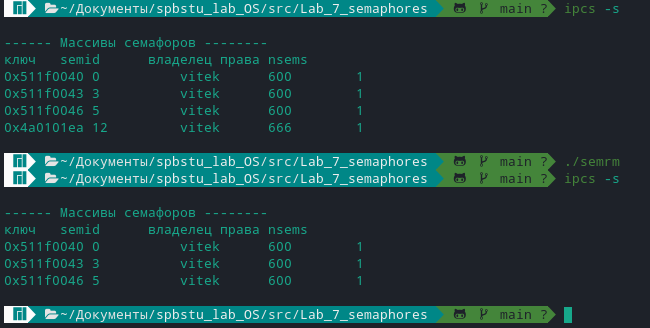 ~/Документы/spbstu_lab_OS/src/Lab_7_semaphores main ? ipcs -s
------ Массивы семафоров --------
ключ semid владелец права nsems
0x511f0040 0 vitek 600 1
0x511f0043 3 vitek 600 1
0x511f0046 5 vitek 600 1
0x4a0101ea 12 vitek 666 1
~/Документы/spbstu_lab_OS/src/Lab_7_semaphores main ? ./semrm
~/Документы/spbstu_lab_OS/src/Lab_7_semaphores main ? ipcs -s
------ Массивы семафоров --------
ключ semid владелец права nsems
0x511f0040 0 vitek 600 1
0x511f0043 3 vitek 600 1
0x511f0046 5 vitek 600 1
~/Документы/spbstu_lab_OS/src/Lab_7_semaphores main ?